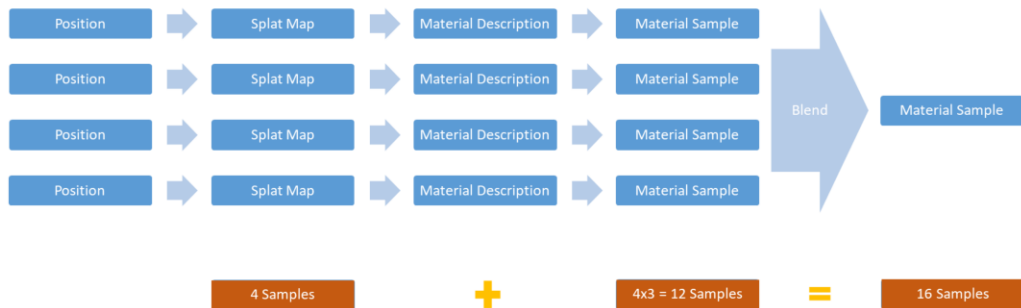 Position
Splat Map
Material Description
Material Sample
Position
Splat Map
Material Description
Material Sample
Blend
Material Sample
Position
Splat Map
Material Description
Material Sample
Position
Splat Map
Material Description
Material Sample
4 Samples
+
4x3 = 12 Samples
=
16 Samples